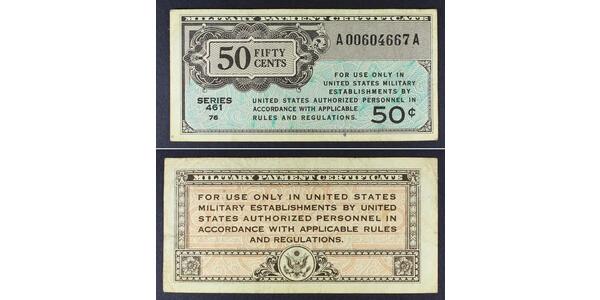 MILITARY PAYMENT CERTIFICATE
A00604667A
50 FIFTY CENTS
FOR USE ONLY IN
UNITED STATES MILITARY
ESTABLISHMENTS BY
SERIES
461
76
UNITED STATES AUTHORIZED PERSONNEL IN
ACCORDANCE WITH APPLICABLE
RULES AND REGULATIONS.
50¢
MILITARY PAYMENT CERTIFICATE
FOR USE ONLY IN UNITED STATES
MILITARY ESTABLISHMENTS BY UNITED
STATES AUTHORIZED PERSONNEL IN
ACCORDANCE WITH APPLICABLE RULES
AND REGULATIONS.